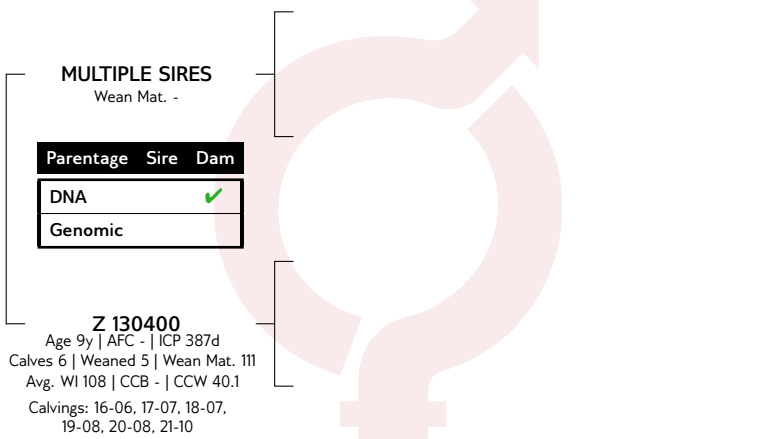 MULTIPLE SIRES
Wean Mat. -
Parentage Sire Dam
DNA ✔
Genomic
Z 130400
Age 9y | AFC - | ICP 387d
Calves 6 | Weaned 5 | Wean Mat. 111
Avg. WI 108 | CCB - | CCW 40.1
Calvings: 16-06, 17-07, 18-07,
19-08, 20-08, 21-10